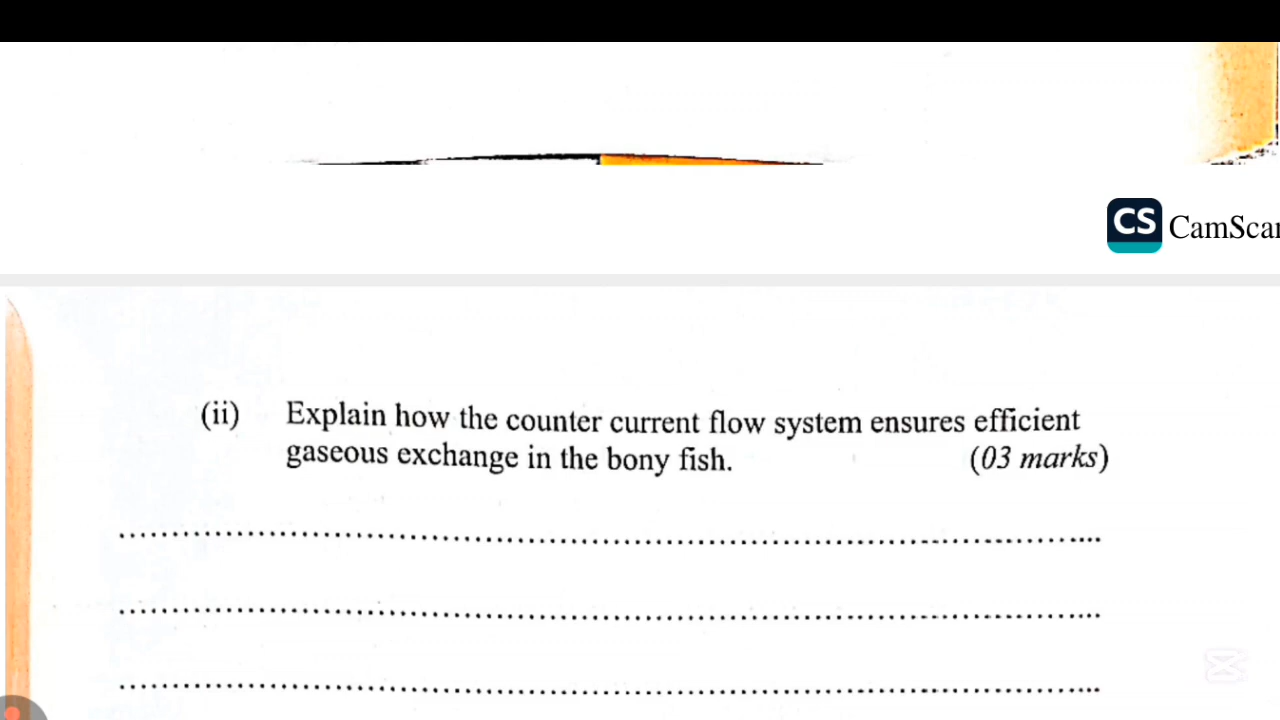 CS CamScan
(ii) Explain how the counter current flow system ensures efficient
gaseous exchange in the bony fish. (03 marks)